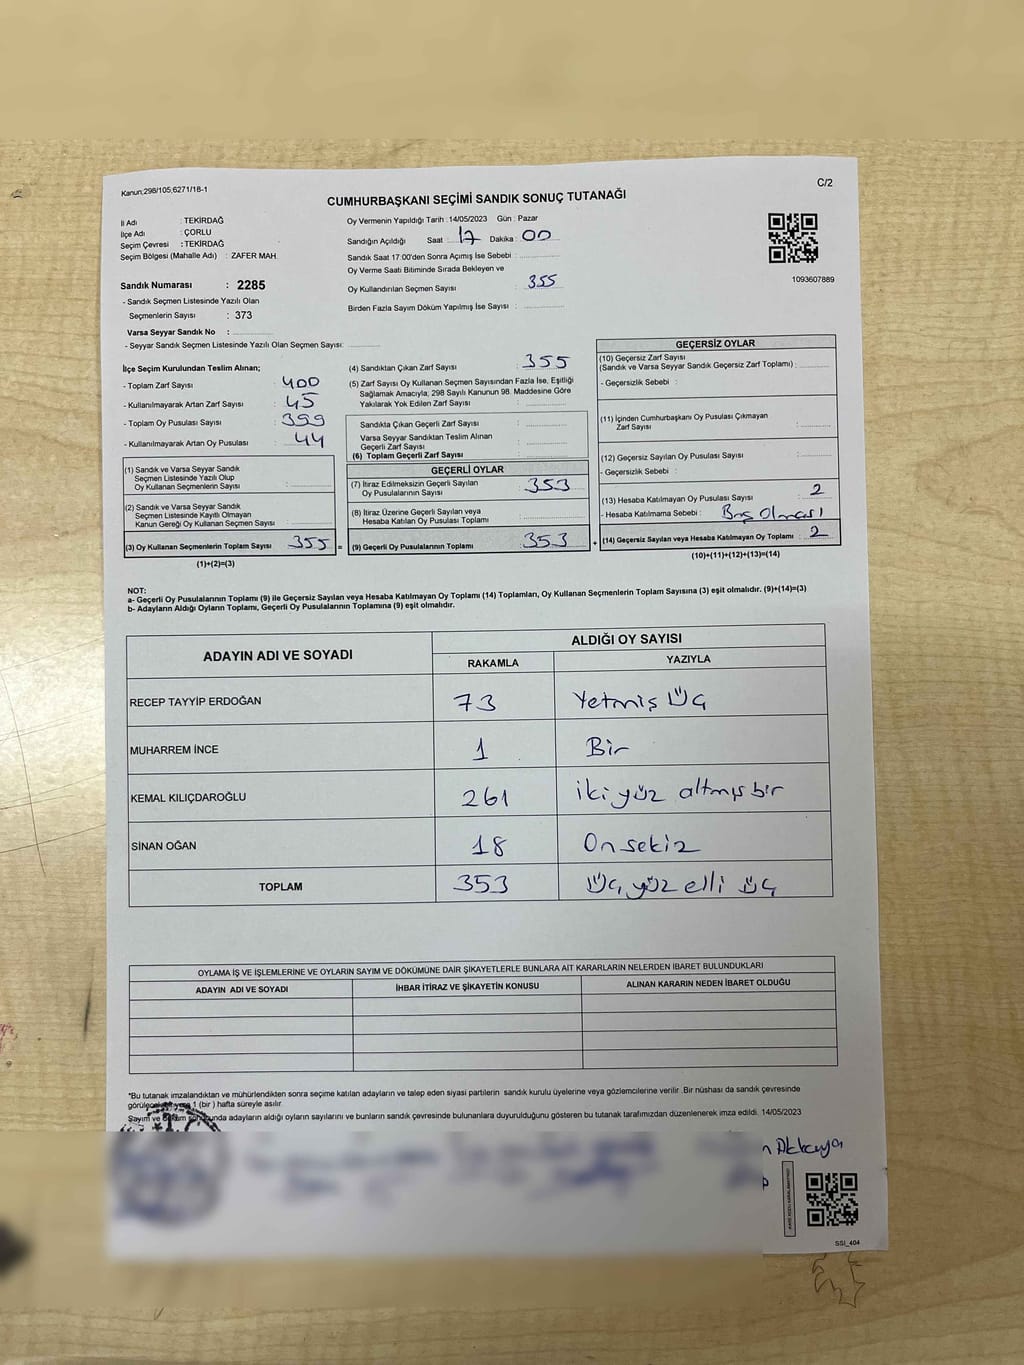 Kanun;298/105;6271/18-1
C/2
CUMHURBAŞKANI SEÇİMİ SANDIK SONUÇ TUTANAĞI
İl Adı : TEKİRDAĞ
İlçe Adı : ÇORLU
Seçim Çevresi : TEKİRDAĞ
Seçim Bölgesi (Mahalle Adı) : ZAFER MAH.
Sandık Numarası : 2285
- Sandık Seçmen Listesinde Yazılı Olan
Seçmenlerin Sayısı : 373
Varsa Seyyar Sandık No :
- Seyyar Sandık Seçmen Listesinde Yazılı Olan Seçmen Sayısı:
Oy Vermenin Yapıldığı Tarih : 14/05/2023 Gün : Pazar
Sandığın Açıldığı Saat : 17 Dakika : 00
Sandık Saat 17:00'den Sonra Açımış İse Sebebi :
Oy Verme Saati Bitiminde Sırada Bekleyen ve
Oy Kullandırılan Seçmen Sayısı : 355
Birden Fazla Sayım Döküm Yapılmış İse Sayısı :
1093607889
İlçe Seçim Kurulundan Teslim Alınan;
- Toplam Zarf Sayısı : 400
- Kullanılmayarak Artan Zarf Sayısı : 45
- Toplam Oy Pusulası Sayısı : 399
- Kullanılmayarak Artan Oy Pusulası : 44
(1) Sandık ve Varsa Seyyar Sandık
Seçmen Listesinde Yazılı Olup
Oy Kullanan Seçmenlerin Sayısı :
(2) Sandık ve Varsa Seyyar Sandık
Seçmen Listesinde Kayıtlı Olmayan
Kanun Gereği Oy Kullanan Seçmen Sayısı :
(3) Oy Kullanan Seçmenlerin Toplam Sayısı 355 =
(1)+(2)=(3)
(4) Sandıktan Çıkan Zarf Sayısı : 355
(5) Zarf Sayısı Oy Kullanan Seçmen Sayısından Fazla İse, Eşitliği
Sağlamak Amacıyla; 298 Sayılı Kanunun 98. Maddesine Göre
Yakılarak Yok Edilen Zarf Sayısı :
Sandıkta Çıkan Geçerli Zarf Sayısı :
Varsa Seyyar Sandıktan Teslim Alınan
Geçerli Zarf Sayısı :
(6) Toplam Geçerli Zarf Sayısı :
GEÇERLİ OYLAR
(7) İtiraz Edilmeksizin Geçerli Sayılan
Oy Pusulalarının Sayısı : 353
(8) İtiraz Üzerine Geçerli Sayılan veya
Hesaba Katılan Oy Pusulası Toplamı :
(9) Geçerli Oy Pusulalarının Toplamı : 353 +
GEÇERSİZ OYLAR
(10) Geçersiz Zarf Sayısı
(Sandık ve Varsa Seyyar Sandık Geçersiz Zarf Toplamı) :
- Geçersizlik Sebebi :
(11) İçinden Cumhurbaşkanı Oy Pusulası Çıkmayan
Zarf Sayısı :
(12) Geçersiz Sayılan Oy Pusulası Sayısı :
- Geçersizlik Sebebi :
(13) Hesaba Katılmayan Oy Pusulası Sayısı : 2
- Hesaba Katılmama Sebebi : Boş Olması
(14) Geçersiz Sayılan veya Hesaba Katılmayan Oy Toplamı : 2
(10)+(11)+(12)+(13)=(14)
NOT:
a- Geçerli Oy Pusulalarının Toplamı (9) ile Geçersiz Sayılan veya Hesaba Katılmayan Oy Toplamı (14) Toplamları, Oy Kullanan Seçmenlerin Toplam Sayısına (3) eşit olmalıdır. (9)+(14)=(3)
b- Adayların Aldığı Oyların Toplamı, Geçerli Oy Pusulalarının Toplamına (9) eşit olmalıdır.
ADAYIN ADI VE SOYADI
ALDIĞI OY SAYISI
RAKAMLA YAZIYLA
RECEP TAYYİP ERDOĞAN 73 Yetmiş Üç
MUHARREM İNCE 1 Bir
KEMAL KILIÇDAROĞLU 261 iki yüz altmış bir
SİNAN OĞAN 18 On sekiz
TOPLAM 353 Üç yüz elli üç
OYLAMA İŞ VE İŞLEMLERİNE VE OYLARIN SAYIM VE DÖKÜMÜNE DAİR ŞİKAYETLERLE BUNLARA AİT KARARLARIN NELERDEN İBARET BULUNDUKLARI
ADAYIN ADI VE SOYADI İHBAR İTİRAZ VE ŞİKAYETİN KONUSU ALINAN KARARIN NEDEN İBARET OLDUĞU
*Bu tutanak imzalandıktan ve mühürlendikten sonra seçime katılan adayların ve talep eden siyasi partilerin sandık kurulu üyelerine veya gözlemcilerine verilir. Bir nüshası da sandık çevresinde
1 (bir) hafta süreyle asılır.
Sayım ve adayların aldığı oyların sayılarını ve bunların sandık çevresinde bulunanlara duyurulduğunu gösteren bu tutanak tarafımızdan düzenlenerek imza edildi. 14/05/2023
Akkaya
SSI_404